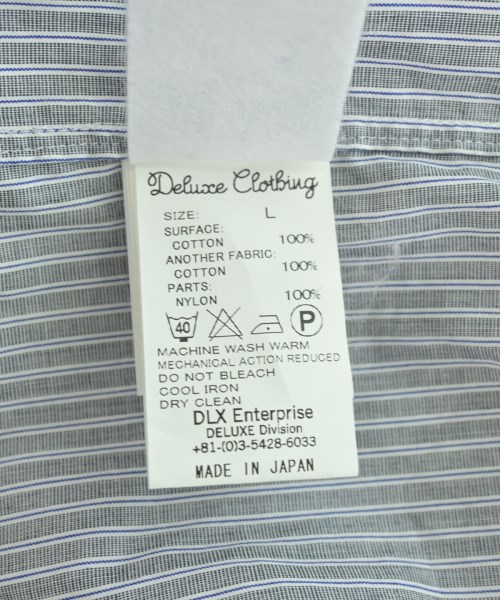 Deluxe Clothing
SIZE: L
SURFACE:
COTTON 100%
ANOTHER FABRIC:
COTTON 100%
PARTS:
NYLON 100%
40 P
MACHINE WASH WARM
MECHANICAL ACTION REDUCED
DO NOT BLEACH
COOL IRON
DRY CLEAN
DLX Enterprise
DELUXE Division
+81-(0)3-5428-6033
MADE IN JAPAN